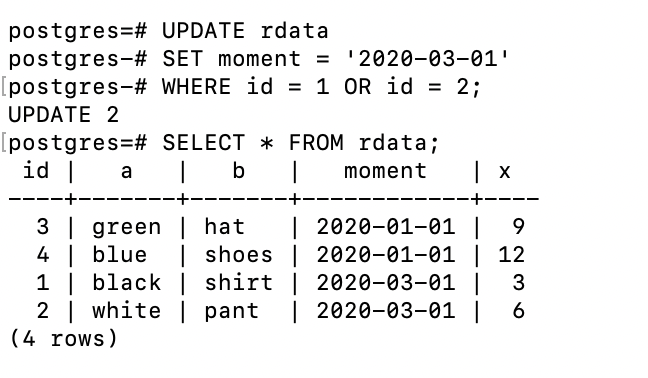 postgres=# UPDATE rdata
postgres-# SET moment = '2020-03-01'
[postgres-# WHERE id = 1 OR id = 2;
UPDATE 2
[postgres=# SELECT * FROM rdata;
 id |   a   |   b   |   moment   | x
----+-------+-------+------------+----
  3 | green | hat   | 2020-01-01 |  9
  4 | blue  | shoes | 2020-01-01 | 12
  1 | black | shirt | 2020-03-01 |  3
  2 | white | pant  | 2020-03-01 |  6
(4 rows)